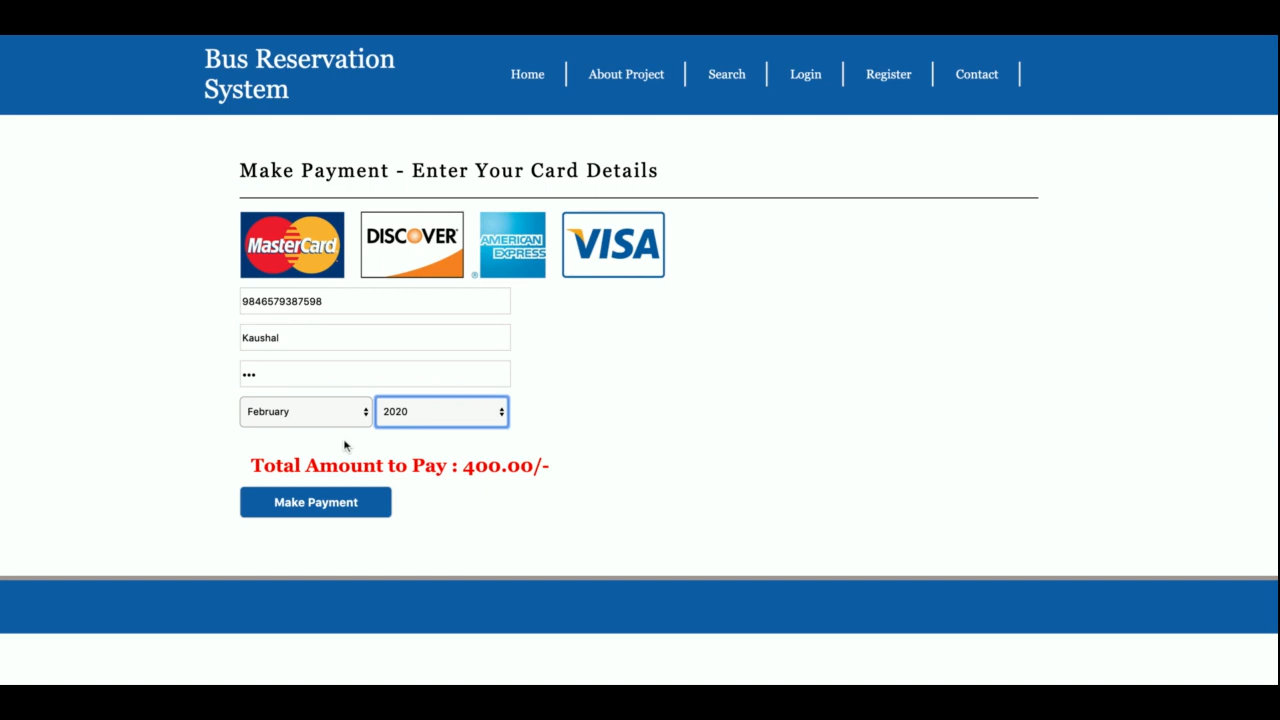 Bus Reservation
System
Home
About Project
Search
Login
Register
Contact
Make Payment - Enter Your Card Details
MasterCard
DISCOVER
AMERICAN
EXPRESS
®
VISA
9846579387598
Kaushal
•••
February
2020
Total Amount to Pay : 400.00/-
Make Payment